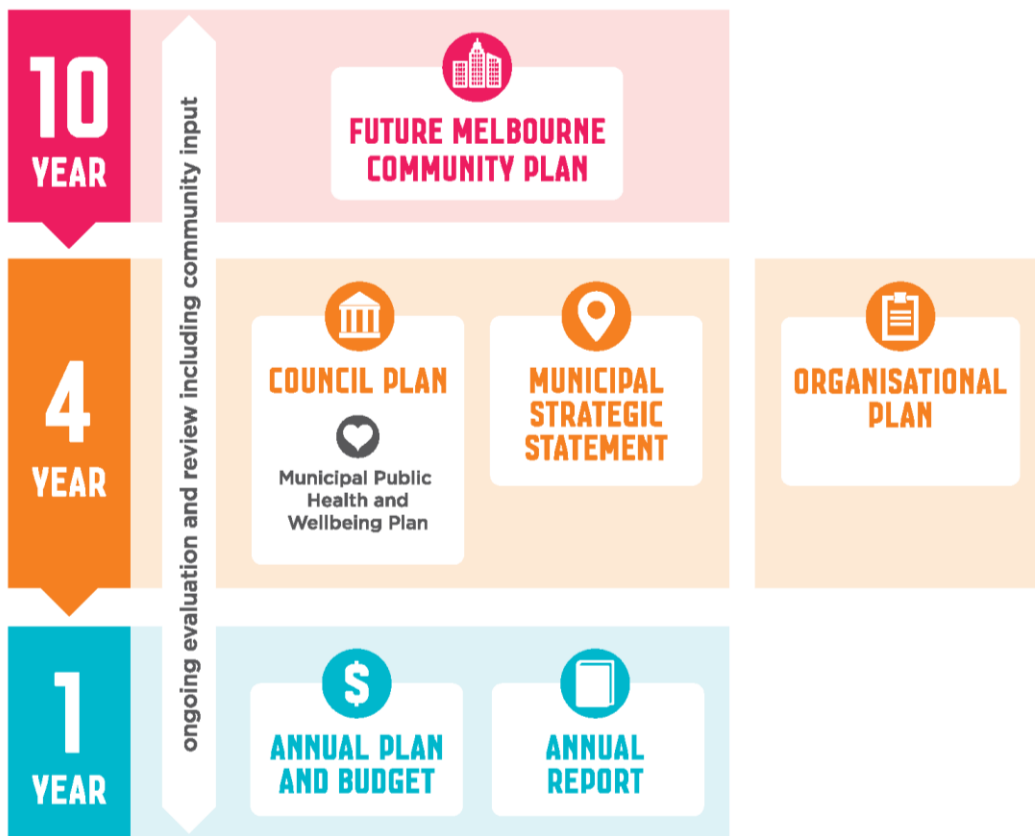 10
YEAR
ongoing evaluation and review including community input
FUTURE MELBOURNE
COMMUNITY PLAN
4
YEAR
COUNCIL PLAN
Municipal Public
Health and
Wellbeing Plan
MUNICIPAL
STRATEGIC
STATEMENT
ORGANISATIONAL
PLAN
1
YEAR
$
ANNUAL PLAN
AND BUDGET
ANNUAL
REPORT